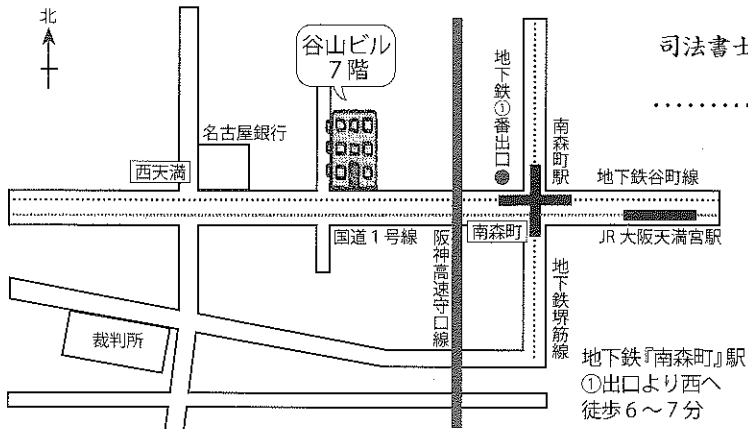 北
谷山ビル
7階
司法書士
地下鉄①番出口
南森町駅
名古屋銀行
西天満
地下鉄谷町線
国道1号線
阪神高速守口線
南森町
JR大阪天満宮駅
地下鉄堺筋線
裁判所
地下鉄『南森町』駅
①出口より西へ
徒歩6～7分